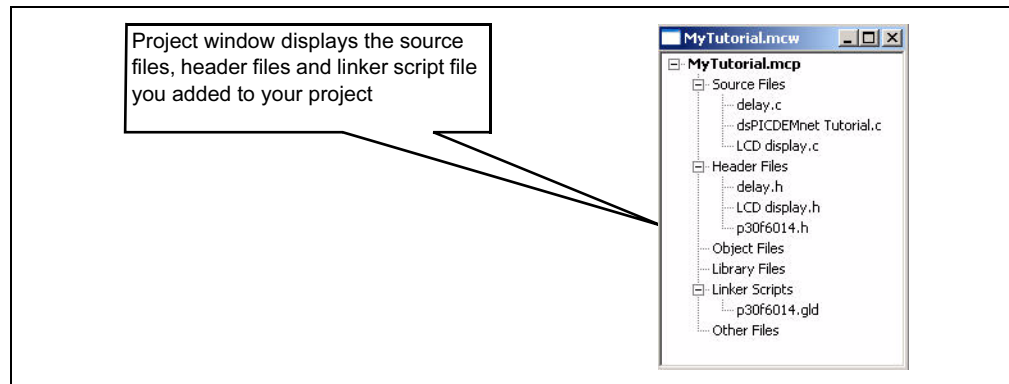 Project window displays the source
files, header files and linker script file
you added to your project
MyTutorial.mcw
MyTutorial.mcp
Source Files
delay.c
dsPICDEMnet Tutorial.c
LCD display.c
Header Files
delay.h
LCD display.h
p30f6014.h
Object Files
Library Files
Linker Scripts
p30f6014.gld
Other Files